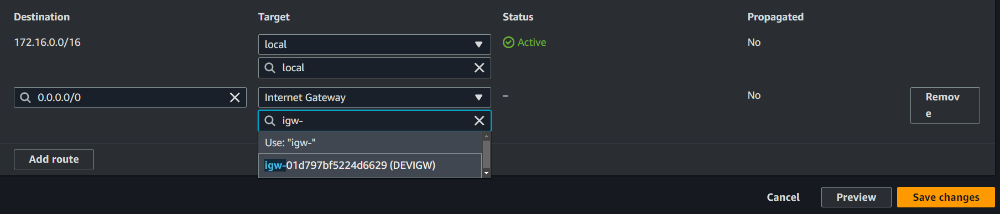 Destination Target Status Propagated
172.16.0.0/16 local Active No
local
0.0.0.0/0 Internet Gateway – No Remov
e
igw-
Use: "igw-"
Add route igw-01d797bf5224d6629 (DEVIGW)
Cancel Preview Save changes